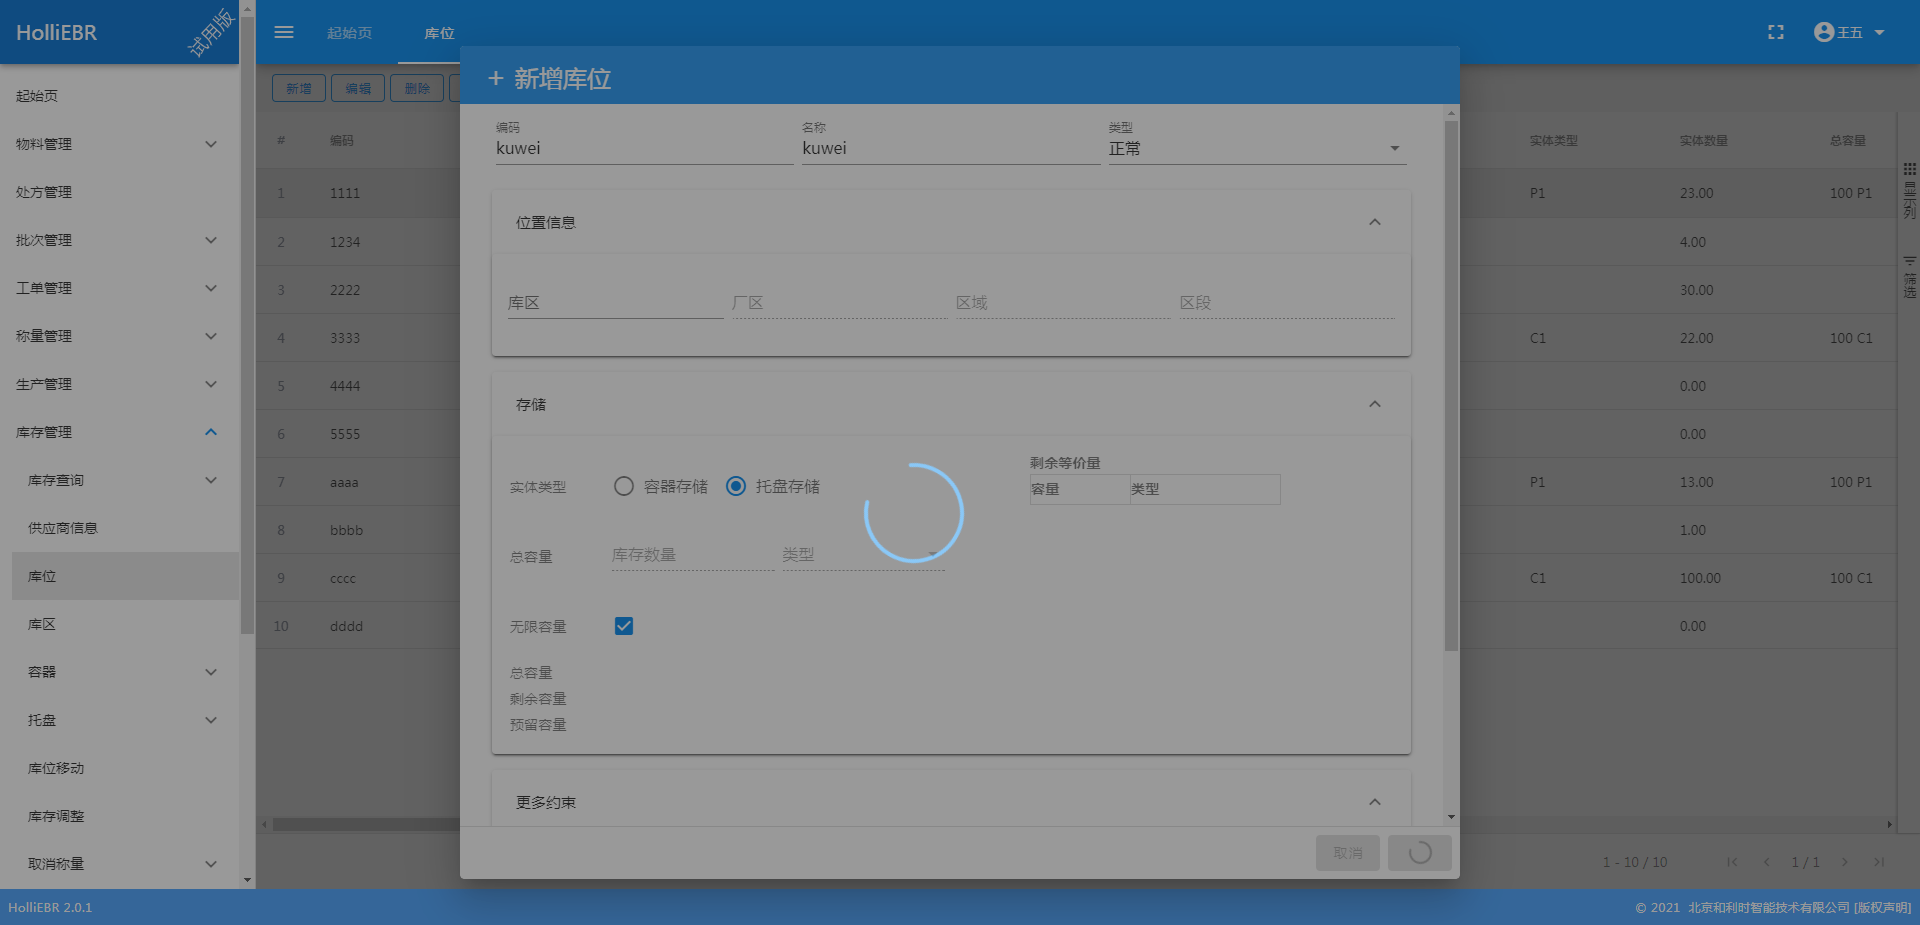 HolliEBR
试用版
起始页
库位
王五
起始页
物料管理
处方管理
批次管理
工单管理
称量管理
生产管理
库存管理
库存查询
供应商信息
库位
库区
容器
托盘
库位移动
库存调整
取消称量
新增 编辑 删除
# 编码 实体类型 实体数量 总容量
1 1111 P1 23.00 100 P1
2 1234 4.00
3 2222 30.00
4 3333 C1 22.00 100 C1
5 4444 0.00
6 5555 0.00
7 aaaa P1 13.00 100 P1
8 bbbb 1.00
9 cccc C1 100.00 100 C1
10 dddd 0.00
显示列
筛选
+ 新增库位
编码 名称 类型
kuwei kuwei 正常
位置信息
库区 厂区 区域 区段
存储
剩余等价量
容量 类型
实体类型 容器存储 托盘存储
总容量 库存数量 类型
无限容量
总容量
剩余容量
预留容量
更多约束
取消
1 - 10 / 10 1 / 1
HolliEBR 2.0.1
© 2021 北京和利时智能技术有限公司 [版权声明]